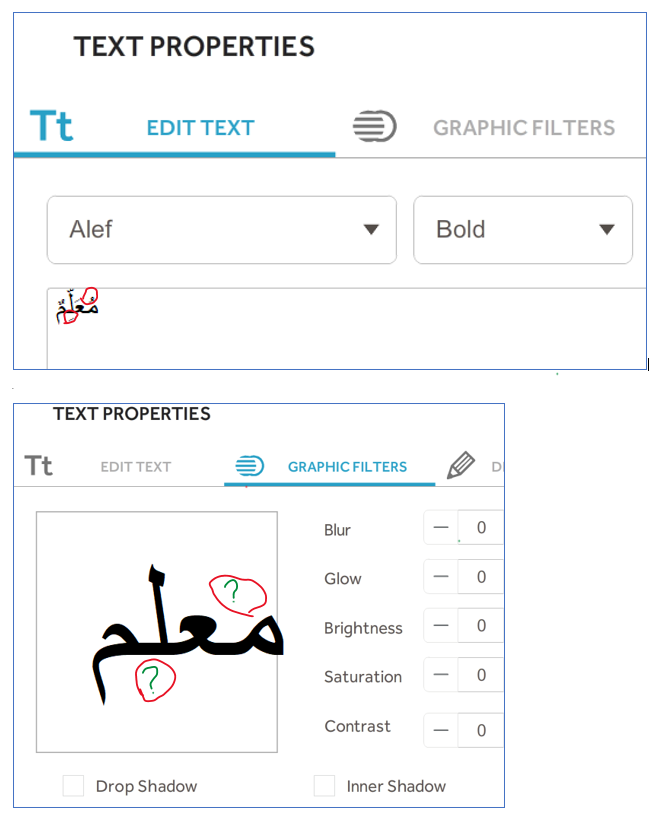 TEXT PROPERTIES
Tt EDIT TEXT GRAPHIC FILTERS
Alef Bold
مُعَلِّمٌ
TEXT PROPERTIES
Tt EDIT TEXT GRAPHIC FILTERS D
Blur — 0
Glow — 0
Brightness — 0
Saturation — 0
Contrast — 0
معلم
?
?
Drop Shadow Inner Shadow